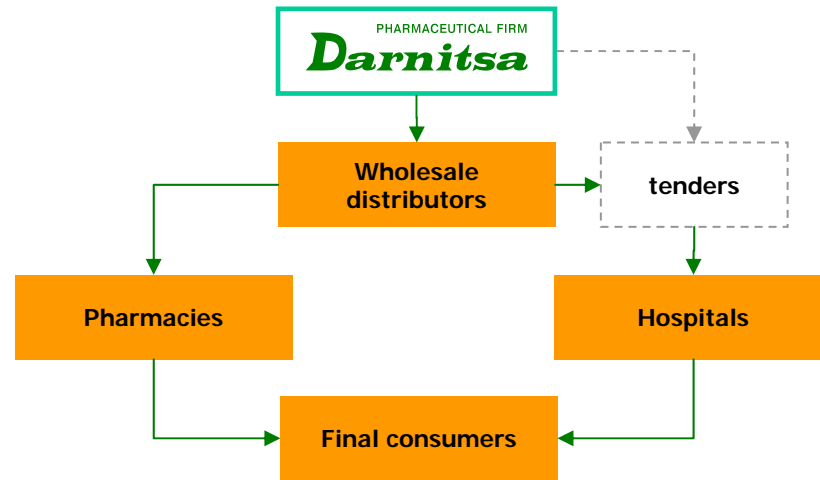 PHARMACEUTICAL FIRM
Darnitsa
Wholesale
distributors
tenders
Pharmacies
Hospitals
Final consumers